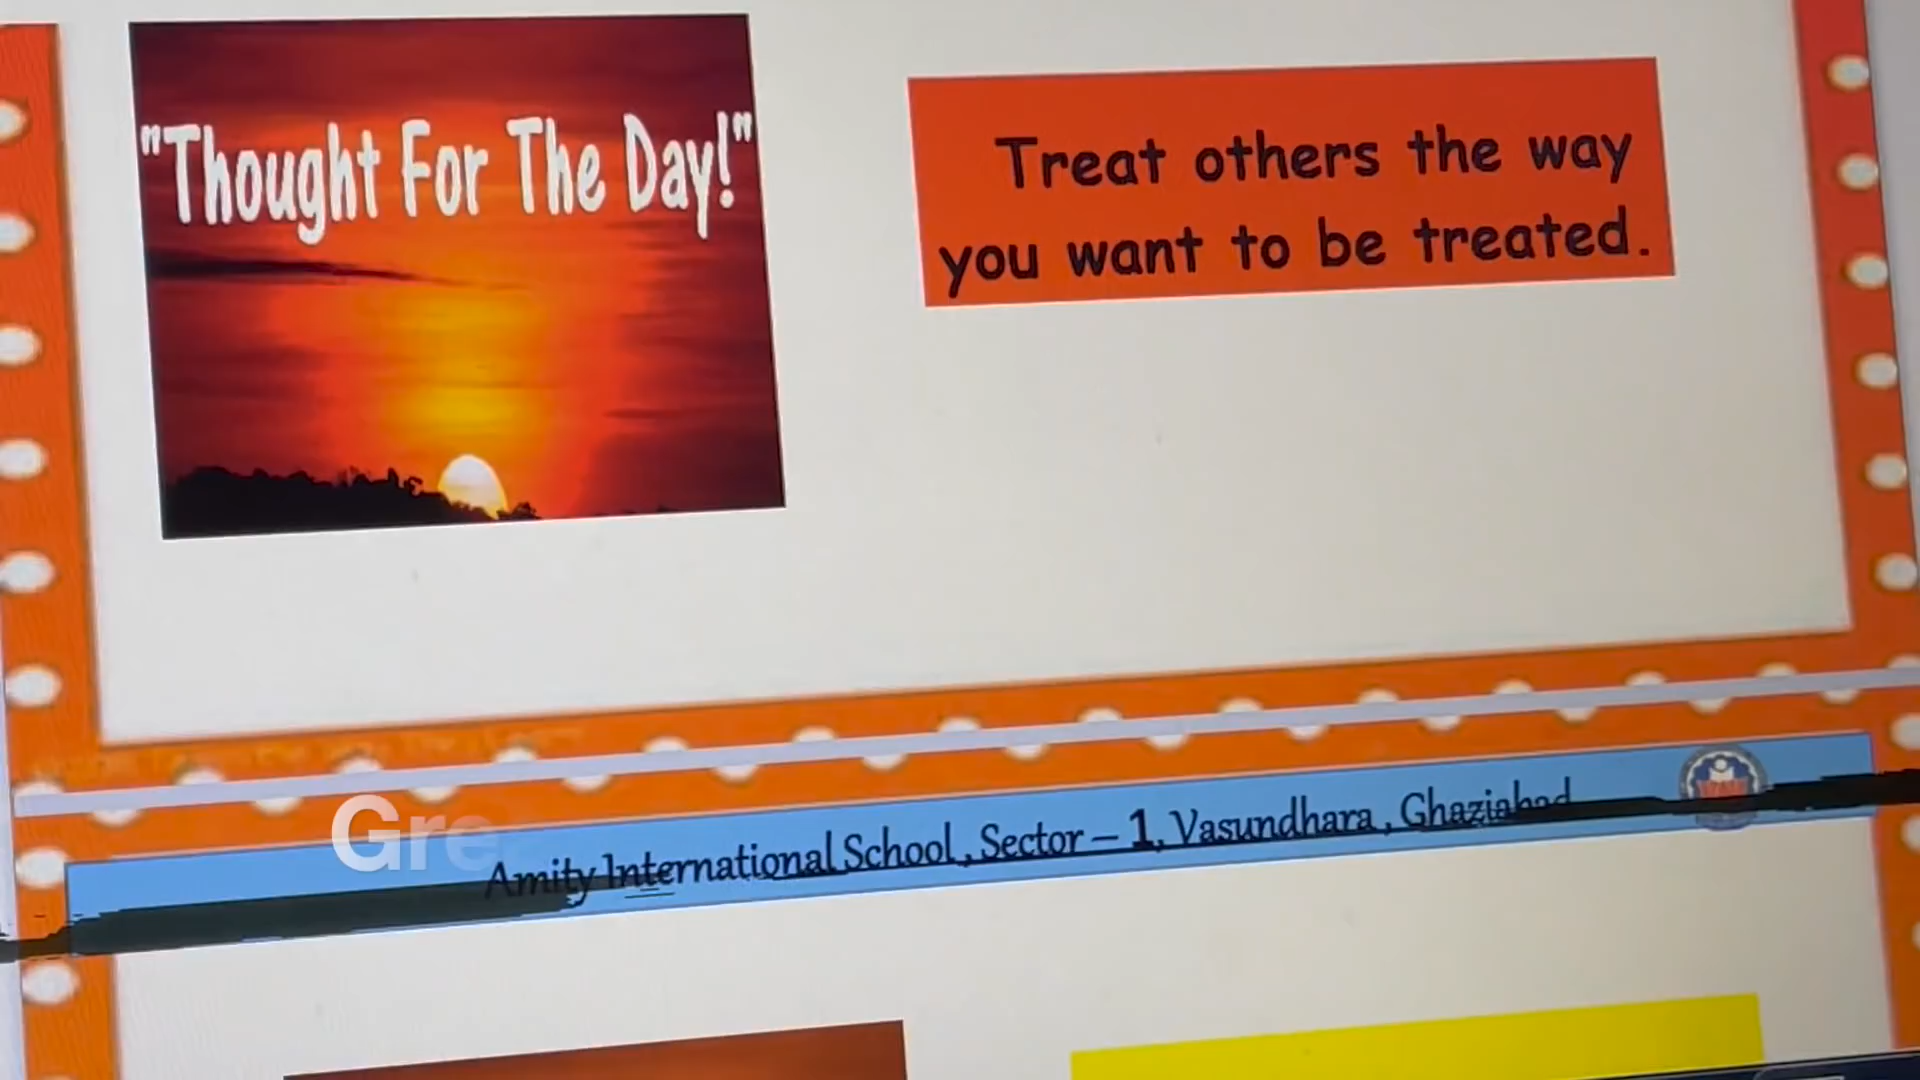 "Thought For The Day!"
Treat others the way
you want to be treated.
Amity International School, Sector – 1, Vasundhara, Ghaziabad
Gre